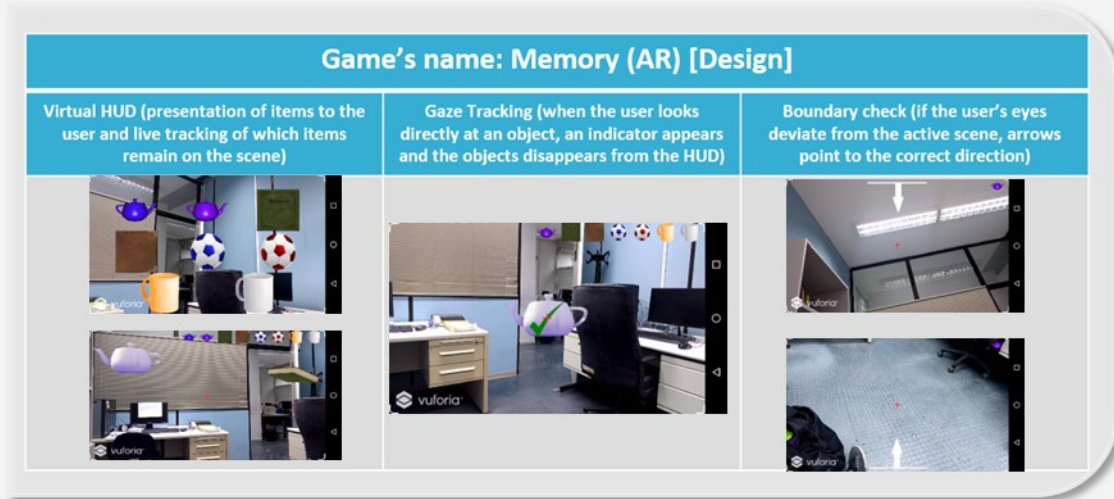 Game's name: Memory (AR) [Design]
Virtual HUD (presentation of items to the
user and live tracking of which items
remain on the scene)
Gaze Tracking (when the user looks
directly at an object, an indicator appears
and the objects disappears from the HUD)
Boundary check (if the user's eyes
deviate from the active scene, arrows
point to the correct direction)
vuforia
vuforia
vuforia
vuforia
vuforia